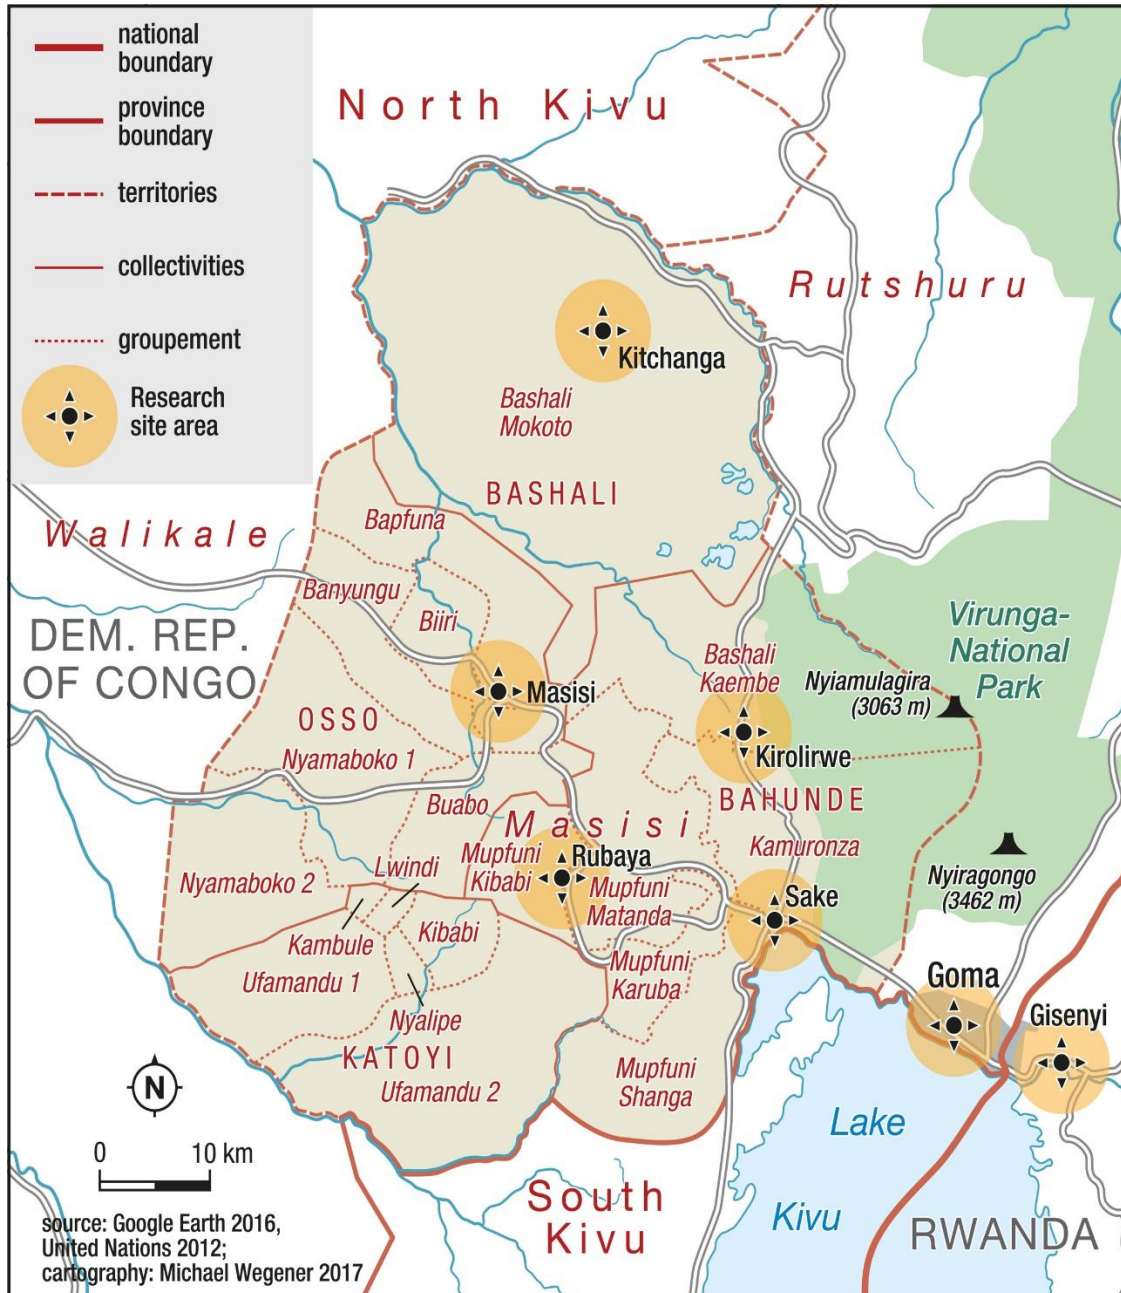 national
boundary
province
boundary
territories
collectivities
groupement
Research
site area
North Kivu
Rutshuru
Kitchanga
Bashali
Mokoto
BASHALI
Walikale
Bapfuna
Banyungu
Biiri
DEM. REP.
OF CONGO
Virunga-
National
Park
Bashali
Kaembe
Nyiamulagira
(3063 m)
Masisi
OSSO
Nyamaboko 1
Kirolirwe
BAHUNDE
Buabo
Masisi
Kamuronza
Mupfuni
Kibabi
Rubaya
Lwindi
Nyamaboko 2
Mupfuni
Matanda
Sake
Nyiragongo
(3462 m)
Kambule
Kibabi
Ufamandu 1
Mupfuni
Karuba
Nyalipe
Goma
Gisenyi
KATOYI
Ufamandu 2
Mupfuni
Shanga
N
0 10 km
Lake
Kivu
South
Kivu
RWANDA
source: Google Earth 2016,
United Nations 2012;
cartography: Michael Wegener 2017